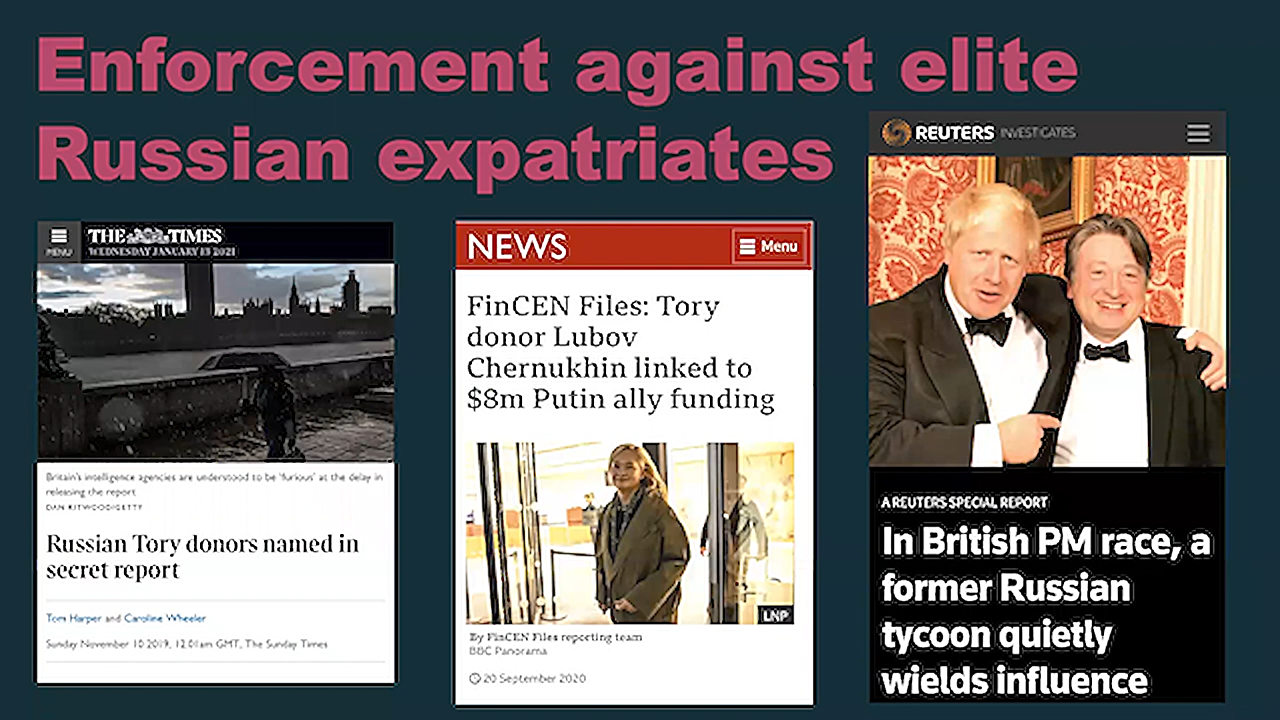 Enforcement against elite
Russian expatriates
THE TIMES
WEDNESDAY JANUARY 13 2021
MENU
Britain's intelligence agencies are understood to be 'furious' at the delay in
releasing the report
DAN KITWOOD/GETTY
Russian Tory donors named in
secret report
Tom Harper and Caroline Wheeler
Sunday November 10 2019, 12.01am GMT, The Sunday Times
NEWS
Menu
FinCEN Files: Tory
donor Lubov
Chernukhin linked to
$8m Putin ally funding
LNP
By FinCEN Files reporting team
BBC Panorama
20 September 2020
REUTERS INVESTIGATES
A REUTERS SPECIAL REPORT
In British PM race, a
former Russian
tycoon quietly
wields influence